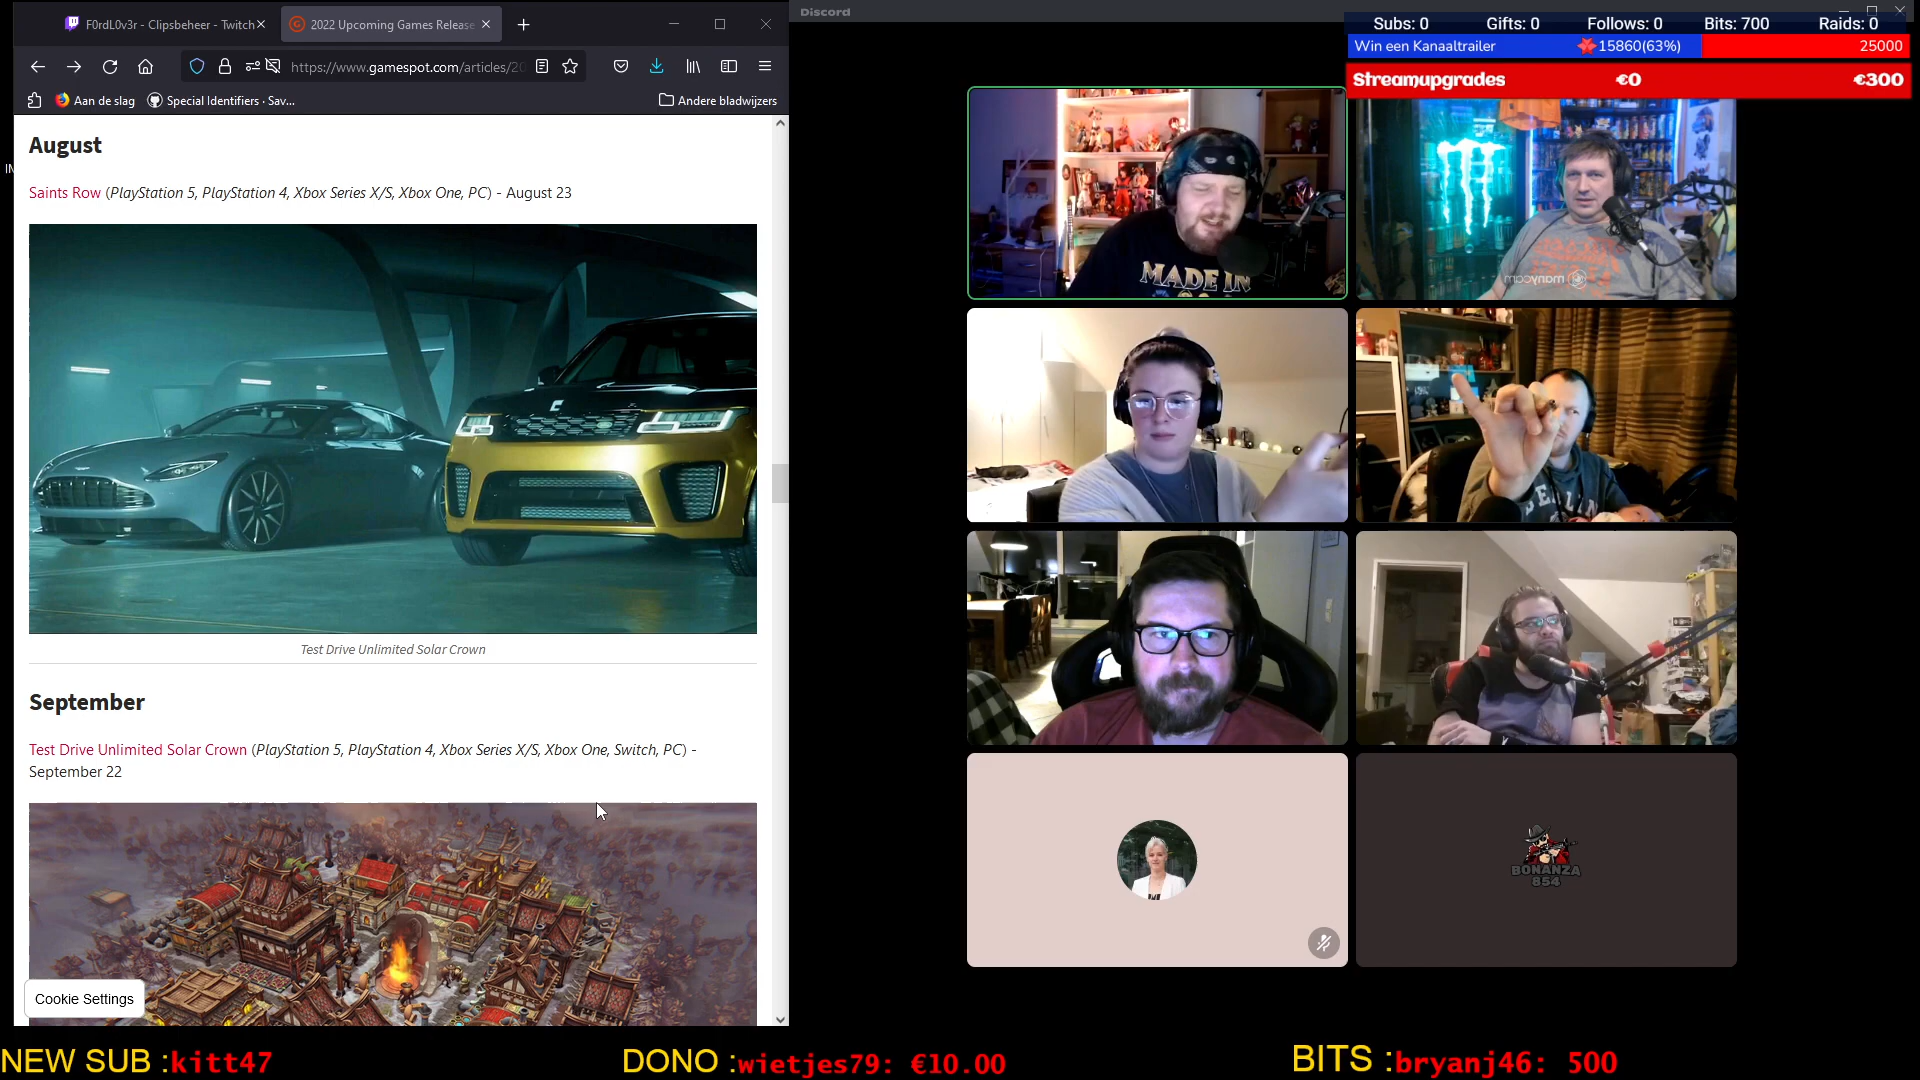 F0rdL0v3r - Clipsbeheer - Twitch
2022 Upcoming Games Release
https://www.gamespot.com/articles/20
Aan de slag
Special Identifiers · Sav...
Andere bladwijzers
August
Saints Row (PlayStation 5, PlayStation 4, Xbox Series X/S, Xbox One, PC) - August 23
Test Drive Unlimited Solar Crown
September
Test Drive Unlimited Solar Crown (PlayStation 5, PlayStation 4, Xbox Series X/S, Xbox One, Switch, PC) -
September 22
Cookie Settings
Discord
Subs: 0 Gifts: 0 Follows: 0 Bits: 700 Raids: 0
Win een Kanaaltrailer 15860(63%) 25000
Streamupgrades €0 €300
MADE IN
manycam
BONANZA
854
NEW SUB :kitt47
DONO :wietjes79: €10.00
BITS :bryanj46: 500